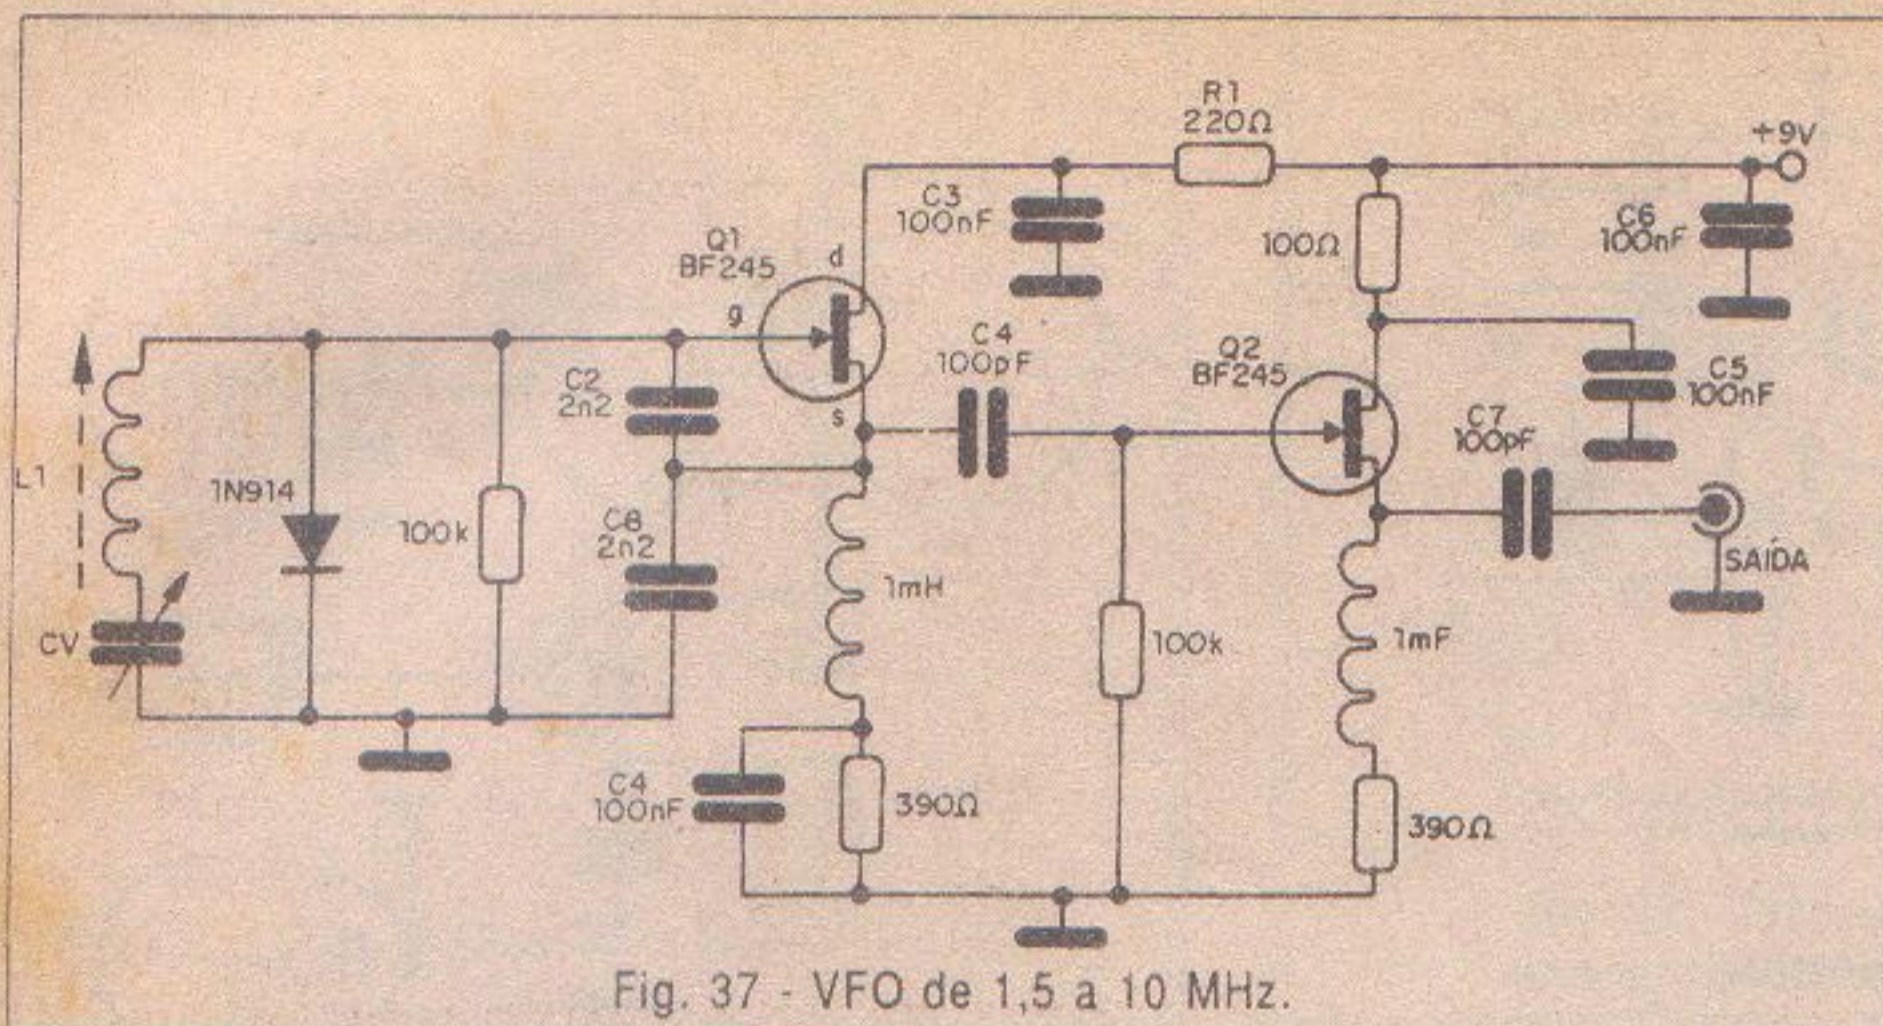 R1
220Ω
+9V
C3
100nF
100Ω
C6
100nF
Q1
BF245
d
g
s
C4
100pF
Q2
BF245
C5
100nF
C7
100pF
C2
2n2
L1
1N914
100k
C8
2n2
1mH
SAÍDA
CV
100k
1mF
C4
100nF
390Ω
390Ω
Fig. 37 - VFO de 1,5 a 10 MHz.